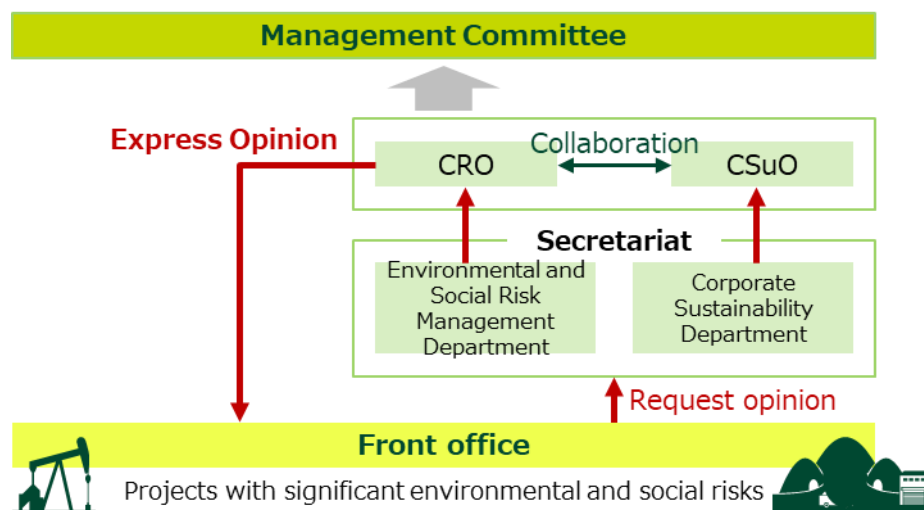 Management Committee
Express Opinion
Collaboration
CRO
CSuO
Secretariat
Environmental and
Social Risk
Management
Department
Corporate
Sustainability
Department
Request opinion
Front office
Projects with significant environmental and social risks